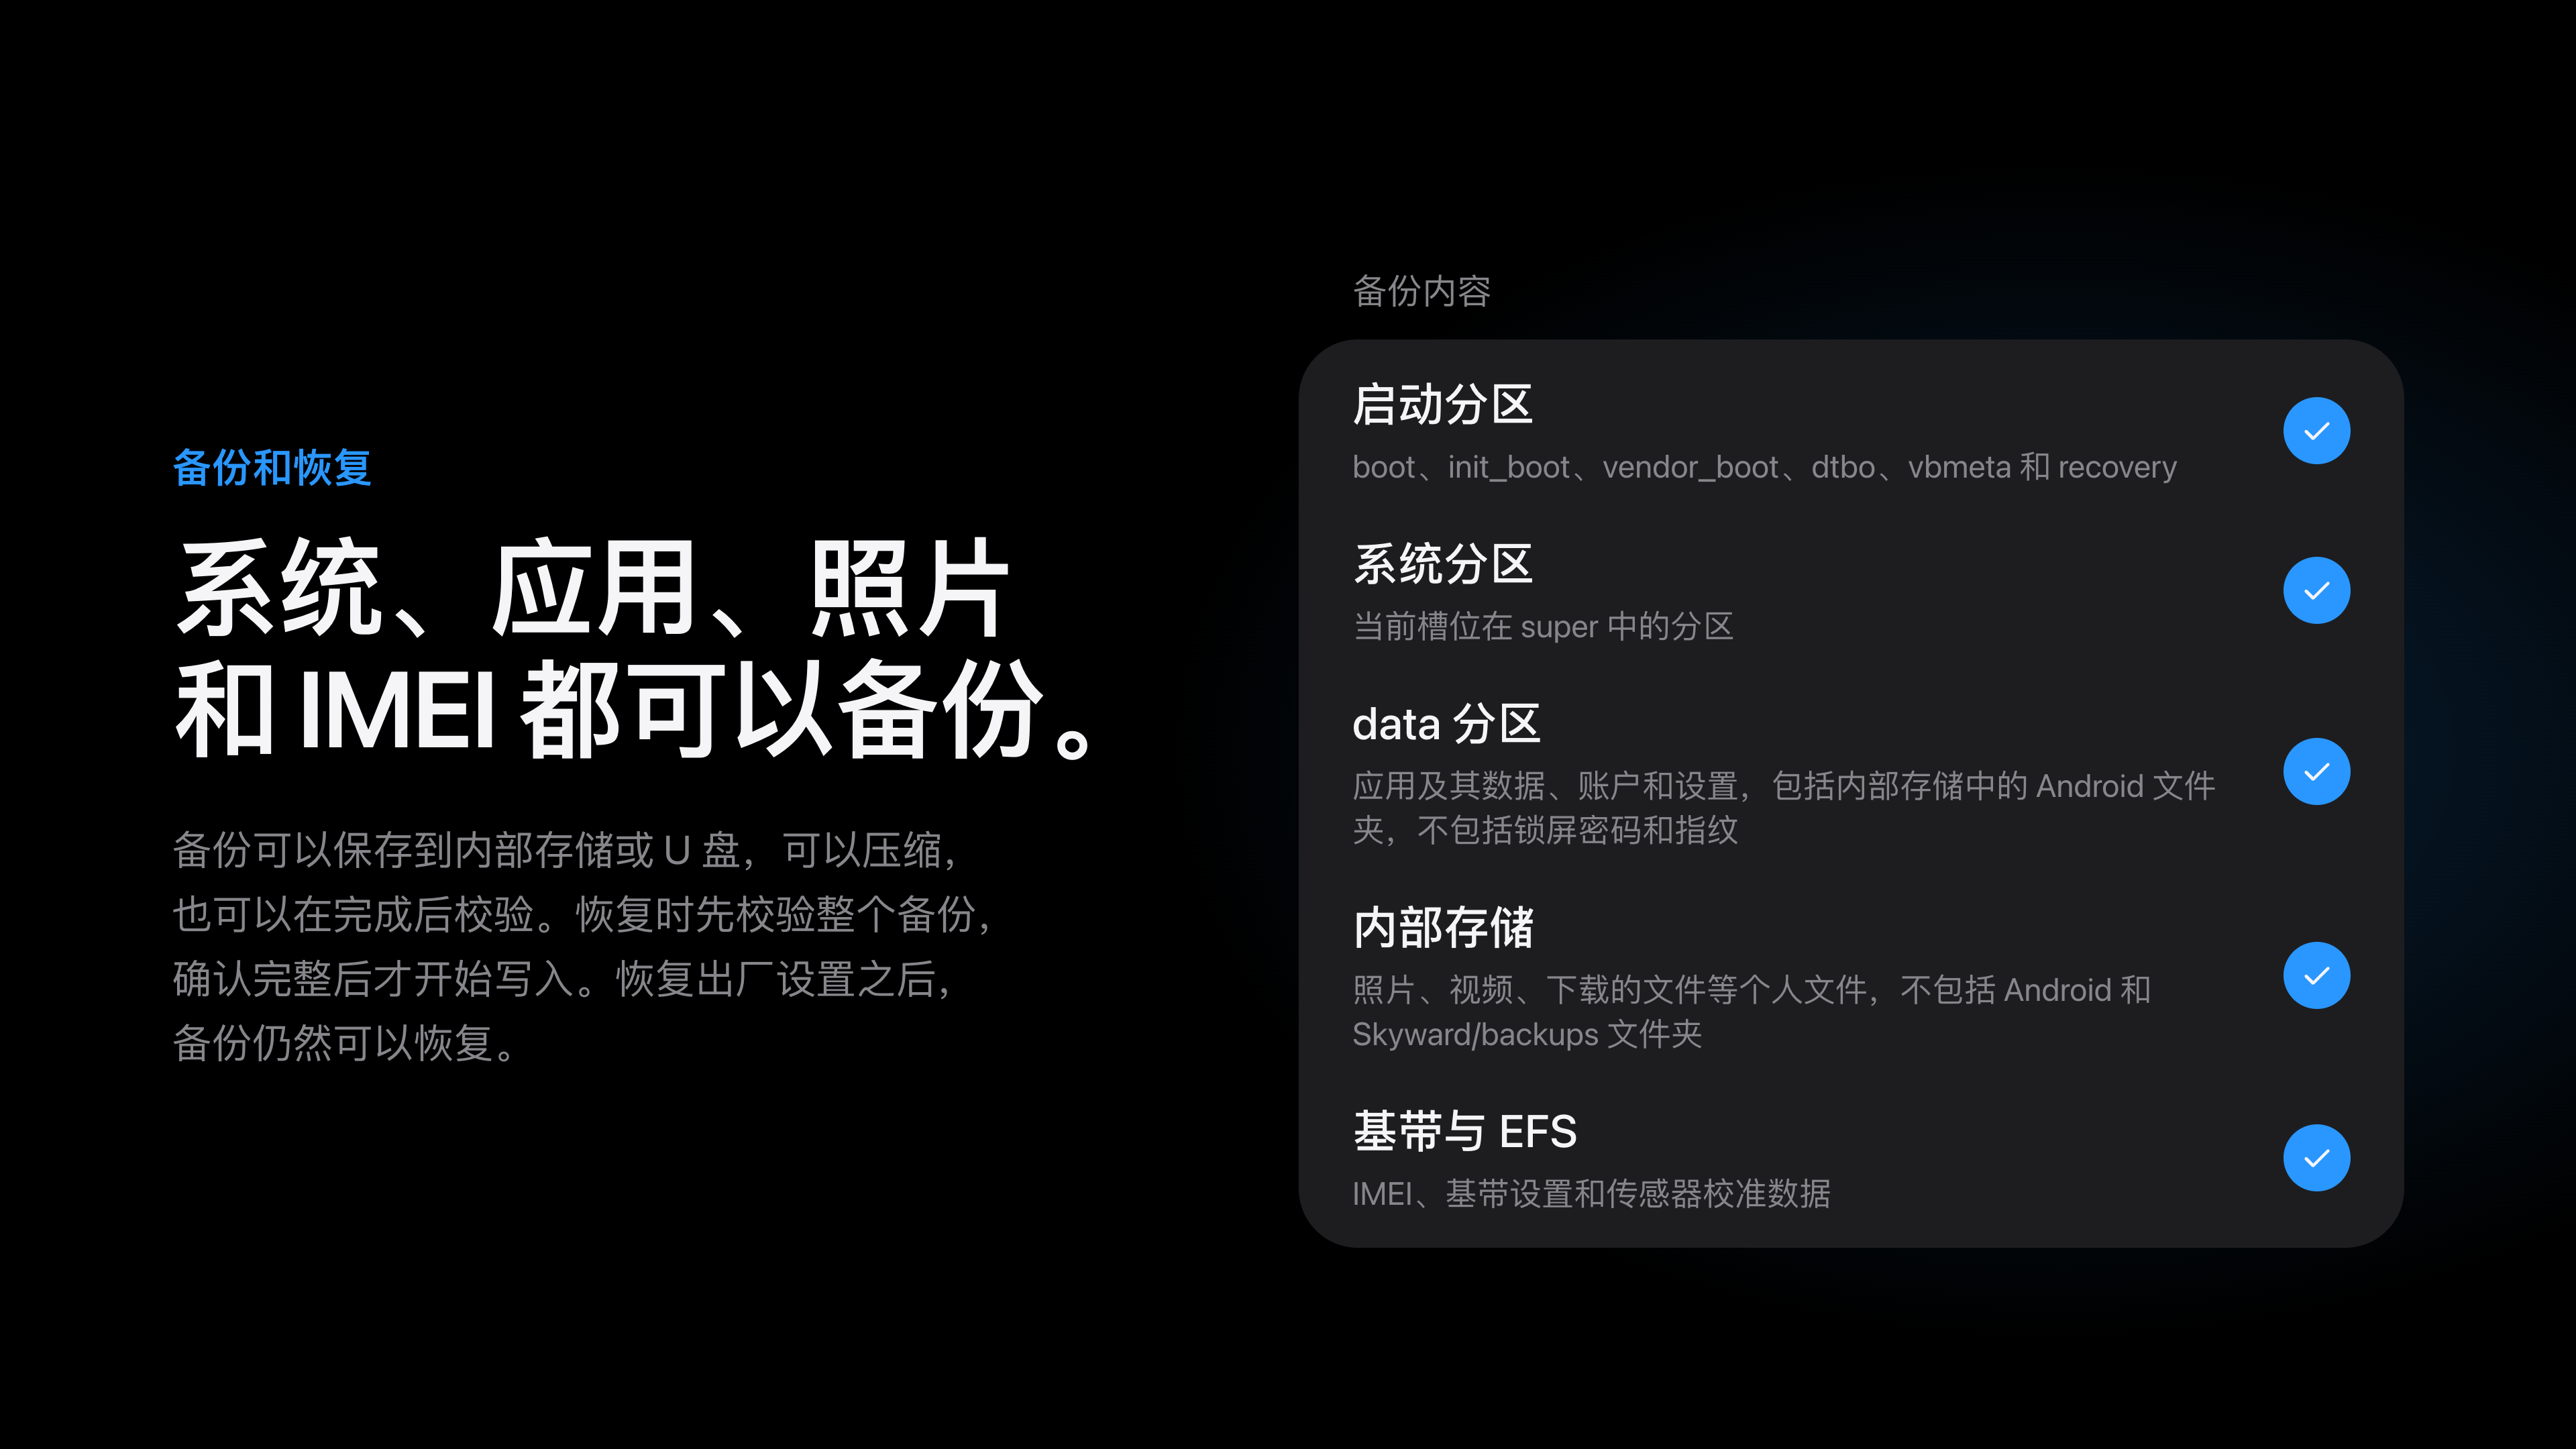 备份和恢复
系统、应用、照片
和 IMEI 都可以备份。
备份可以保存到内部存储或 U 盘，可以压缩，
也可以在完成后校验。恢复时先校验整个备份，
确认完整后才开始写入。恢复出厂设置之后，
备份仍然可以恢复。
备份内容
启动分区
boot、init_boot、vendor_boot、dtbo、vbmeta 和 recovery
系统分区
当前槽位在 super 中的分区
data 分区
应用及其数据、账户和设置，包括内部存储中的 Android 文件
夹，不包括锁屏密码和指纹
内部存储
照片、视频、下载的文件等个人文件，不包括 Android 和
Skyward/backups 文件夹
基带与 EFS
IMEI、基带设置和传感器校准数据